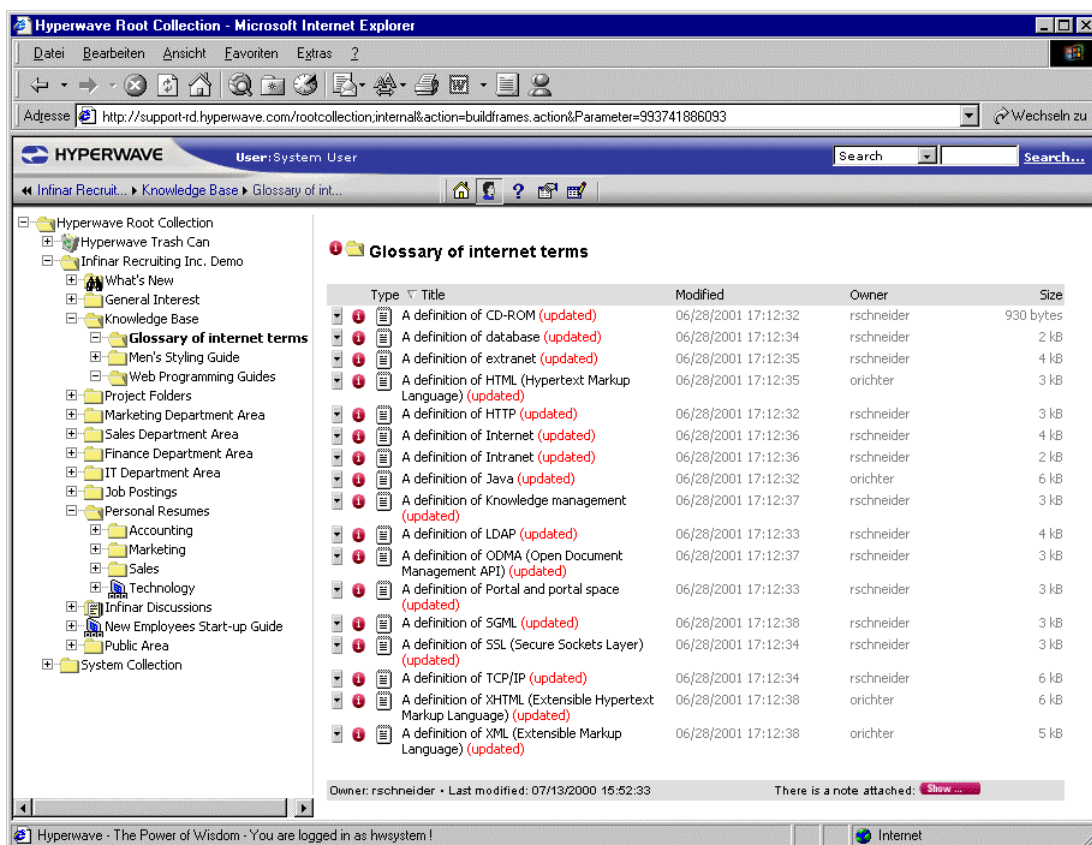 Hyperwave Root Collection - Microsoft Internet Explorer
Datei Bearbeiten Ansicht Favoriten Extras ?
Adresse http://support-rd.hyperwave.com/rootcollection;internal&action=buildframes.action&Parameter=993741886093 Wechseln zu
HYPERWAVE User:System User Search Search...
Infinar Recruit... Knowledge Base Glossary of int... ?
Hyperwave Root Collection
Hyperwave Trash Can
Infinar Recruiting Inc. Demo
What's New
General Interest
Knowledge Base
Glossary of internet terms
Men's Styling Guide
Web Programming Guides
Project Folders
Marketing Department Area
Sales Department Area
Finance Department Area
IT Department Area
Job Postings
Personal Resumes
Accounting
Marketing
Sales
Technology
Infinar Discussions
New Employees Start-up Guide
Public Area
System Collection
Glossary of internet terms
Type Title Modified Owner Size
A definition of CD-ROM (updated) 06/28/2001 17:12:32 rschneider 930 bytes
A definition of database (updated) 06/28/2001 17:12:34 rschneider 2 kB
A definition of extranet (updated) 06/28/2001 17:12:35 rschneider 4 kB
A definition of HTML (Hypertext Markup 06/28/2001 17:12:35 orichter 3 kB
Language) (updated)
A definition of HTTP (updated) 06/28/2001 17:12:32 rschneider 3 kB
A definition of Internet (updated) 06/28/2001 17:12:36 rschneider 4 kB
A definition of Intranet (updated) 06/28/2001 17:12:36 rschneider 2 kB
A definition of Java (updated) 06/28/2001 17:12:32 orichter 6 kB
A definition of Knowledge management 06/28/2001 17:12:37 rschneider 3 kB
(updated)
A definition of LDAP (updated) 06/28/2001 17:12:33 rschneider 4 kB
A definition of ODMA (Open Document 06/28/2001 17:12:37 rschneider 3 kB
Management API) (updated)
A definition of Portal and portal space 06/28/2001 17:12:33 rschneider 3 kB
(updated)
A definition of SGML (updated) 06/28/2001 17:12:38 rschneider 3 kB
A definition of SSL (Secure Sockets Layer) 06/28/2001 17:12:34 rschneider 3 kB
(updated)
A definition of TCP/IP (updated) 06/28/2001 17:12:34 rschneider 6 kB
A definition of XHTML (Extensible Hypertext 06/28/2001 17:12:38 orichter 6 kB
Markup Language) (updated)
A definition of XML (Extensible Markup 06/28/2001 17:12:38 orichter 5 kB
Language) (updated)
Owner: rschneider • Last modified: 07/13/2000 15:52:33 There is a note attached: Show ...
Hyperwave - The Power of Wisdom - You are logged in as hwsystem ! Internet